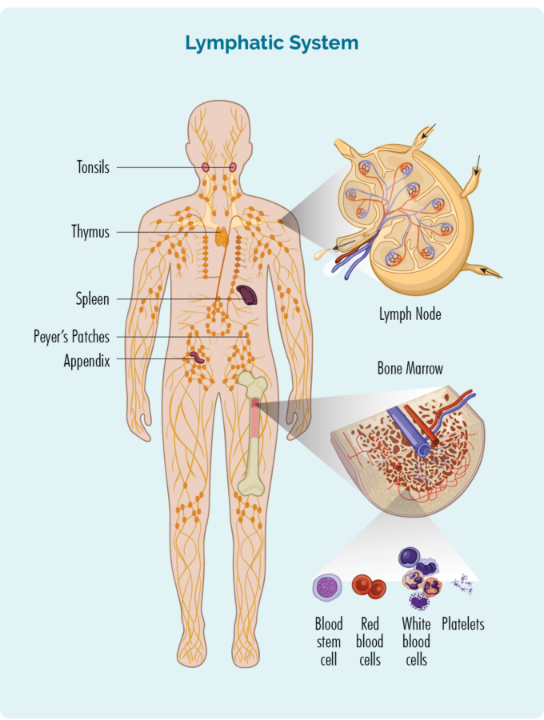 Lymphatic System
Tonsils
Thymus
Spleen
Peyer's Patches
Appendix
Lymph Node
Bone Marrow
Blood
stem
cell
Red
blood
cells
White
blood
cells
Platelets